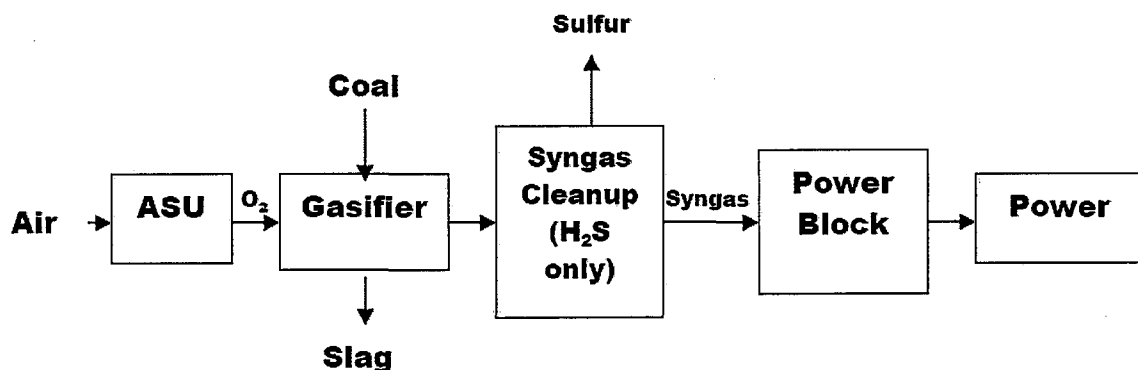 Sulfur
Coal
Air
ASU
O₂
Gasifier
Syngas
Cleanup
(H₂S
only)
Syngas
Power
Block
Power
Slag